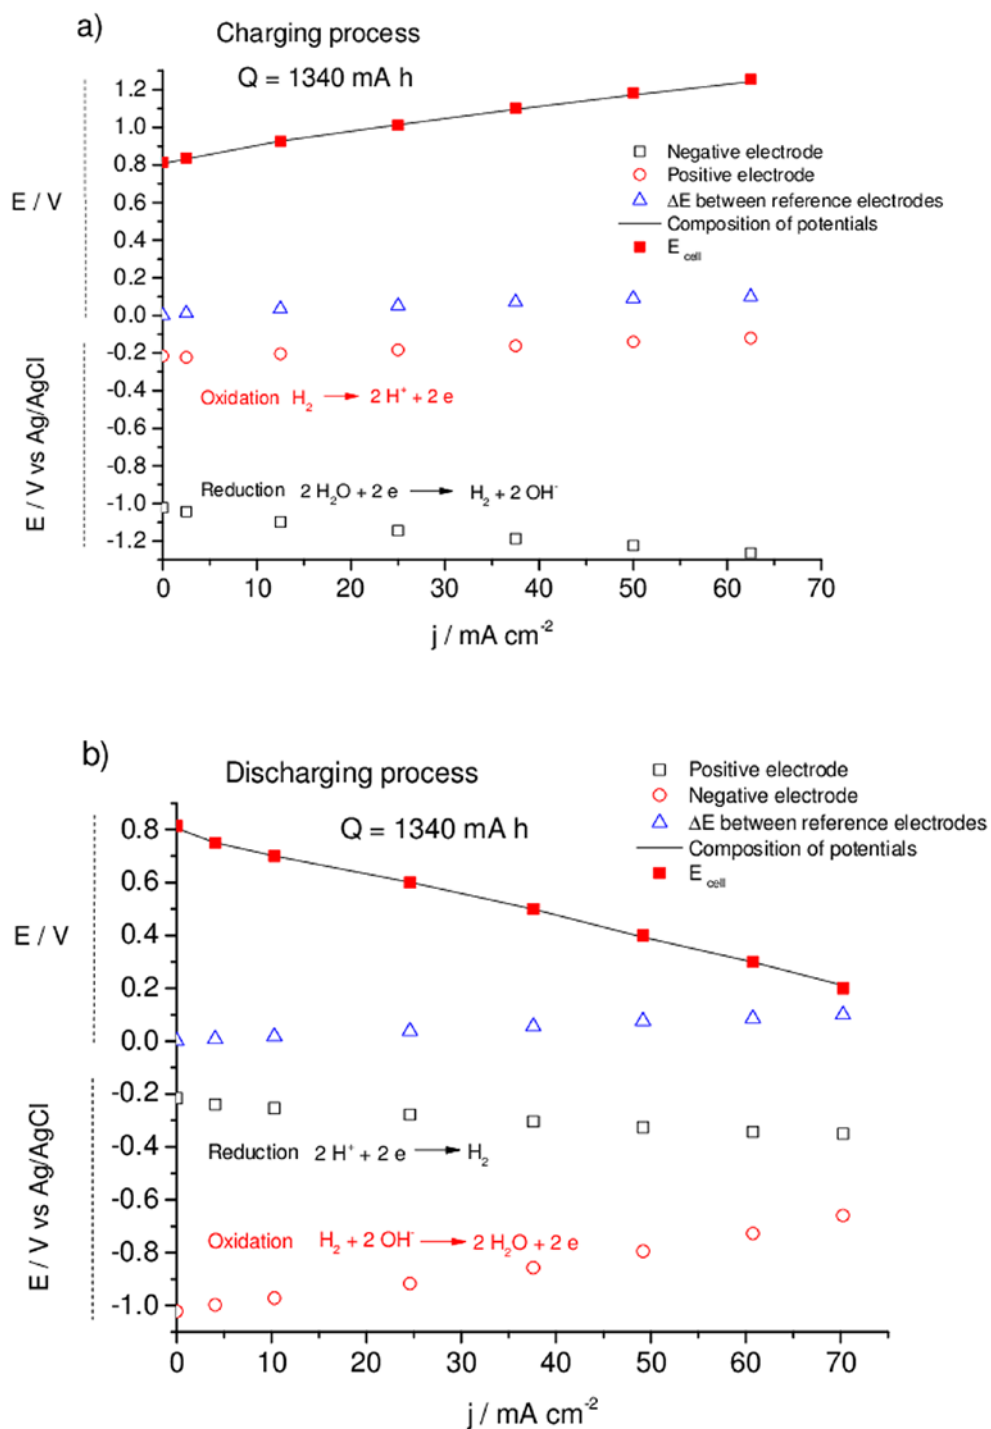 a)
Charging process
Q = 1340 mA h
1.2
1.0
0.8
0.6
0.4
0.2
0.0
-0.2
-0.4
-0.6
-0.8
-1.0
-1.2
E / V
E / V vs Ag/AgCl
Negative electrode
Positive electrode
ΔE between reference electrodes
Composition of potentials
E cell
Oxidation H₂ ⟶ 2 H⁺ + 2 e
Reduction 2 H₂O + 2 e ⟶ H₂ + 2 OH⁻
0 10 20 30 40 50 60 70
j / mA cm⁻²
b)
Discharging process
Q = 1340 mA h
Positive electrode
Negative electrode
ΔE between reference electrodes
Composition of potentials
E cell
0.8
0.6
0.4
0.2
0.0
-0.2
-0.4
-0.6
-0.8
-1.0
E / V
E / V vs Ag/AgCl
Reduction 2 H⁺ + 2 e ⟶ H₂
Oxidation H₂ + 2 OH⁻ ⟶ 2 H₂O + 2 e
0 10 20 30 40 50 60 70
j / mA cm⁻²